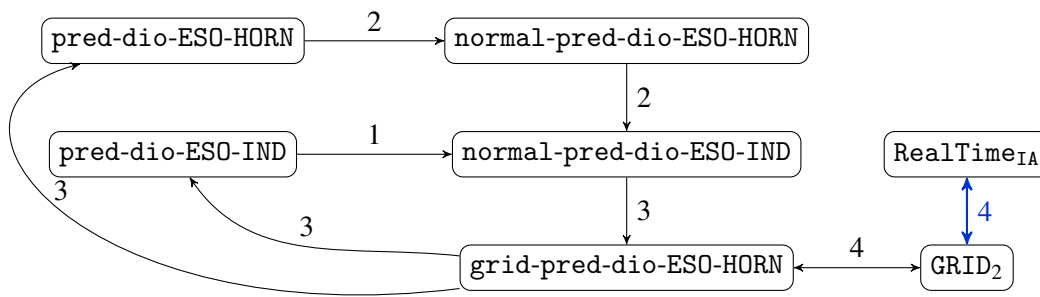 2
pred-dio-ESO-HORN normal-pred-dio-ESO-HORN
2
1
pred-dio-ESO-IND normal-pred-dio-ESO-IND RealTime_IA
3 3 4
3 4
grid-pred-dio-ESO-HORN GRID_2